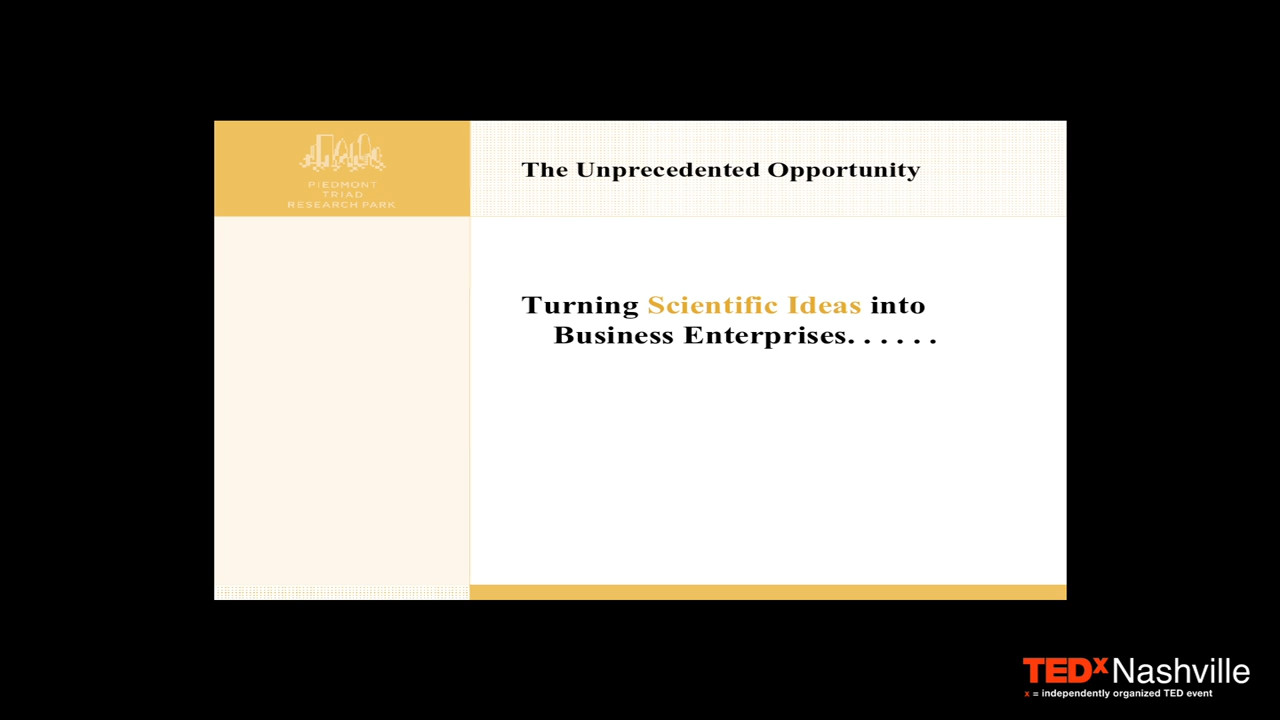 PIEDMONT
TRIAD
RESEARCH PARK
The Unprecedented Opportunity
Turning Scientific Ideas into
Business Enterprises. . . . . .
TEDxNashville
x = independently organized TED event